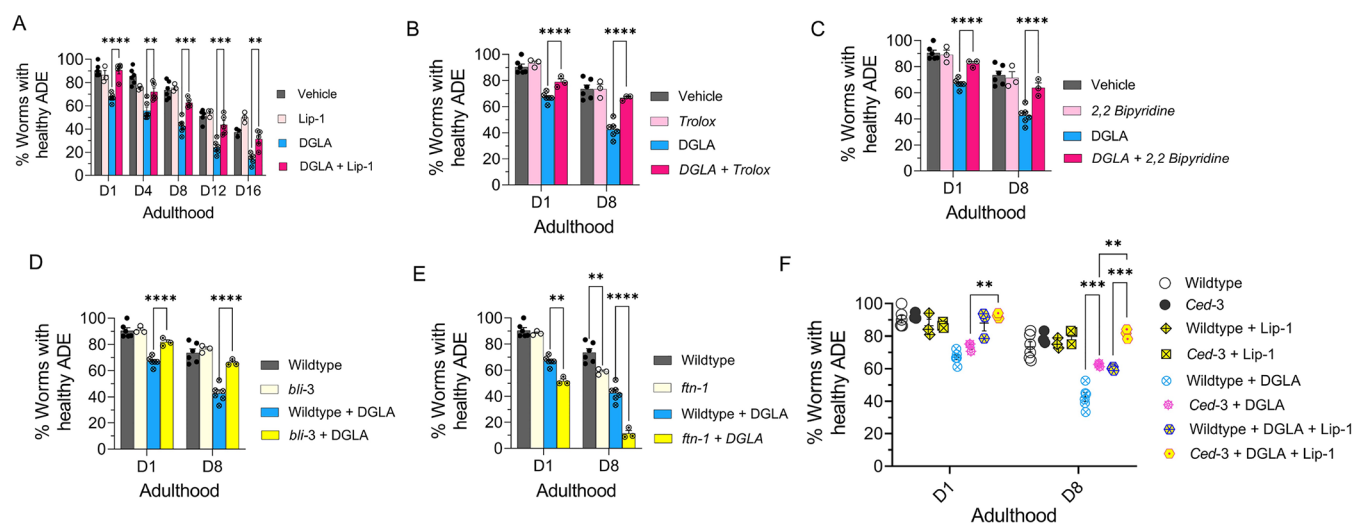 A
% Worms with
healthy ADE
100
80
60
40
20
0
**** ** *** *** **
D1 D4 D8 D12 D16
Adulthood
Vehicle
Lip-1
DGLA
DGLA + Lip-1
B
% Worms with
healthy ADE
100
80
60
40
20
0
**** ****
D1 D8
Adulthood
Vehicle
Trolox
DGLA
DGLA + Trolox
C
% Worms with
healthy ADE
100
80
60
40
20
0
**** ****
D1 D8
Adulthood
Vehicle
2,2 Bipyridine
DGLA
DGLA + 2,2 Bipyridine
D
% Worms with
healthy ADE
100
80
60
40
20
0
**** ****
D1 D8
Adulthood
Wildtype
bli-3
Wildtype + DGLA
bli-3 + DGLA
E
% Worms with
healthy ADE
100
80
60
40
20
0
** ** ****
D1 D8
Adulthood
Wildtype
ftn-1
Wildtype + DGLA
ftn-1 + DGLA
F
% Worms with
healthy ADE
100
80
60
40
20
0
** *** *** **
D1 D8
Adulthood
Wildtype
Ced-3
Wildtype + Lip-1
Ced-3 + Lip-1
Wildtype + DGLA
Ced-3 + DGLA
Wildtype + DGLA + Lip-1
Ced-3 + DGLA + Lip-1